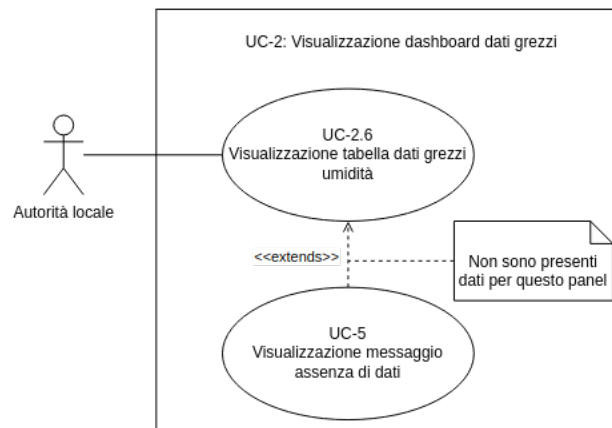 UC-2: Visualizzazione dashboard dati grezzi
UC-2.6
Visualizzazione tabella dati grezzi
umidità
Autorità locale
<<extends>>
Non sono presenti
dati per questo panel
UC-5
Visualizzazione messaggio
assenza di dati